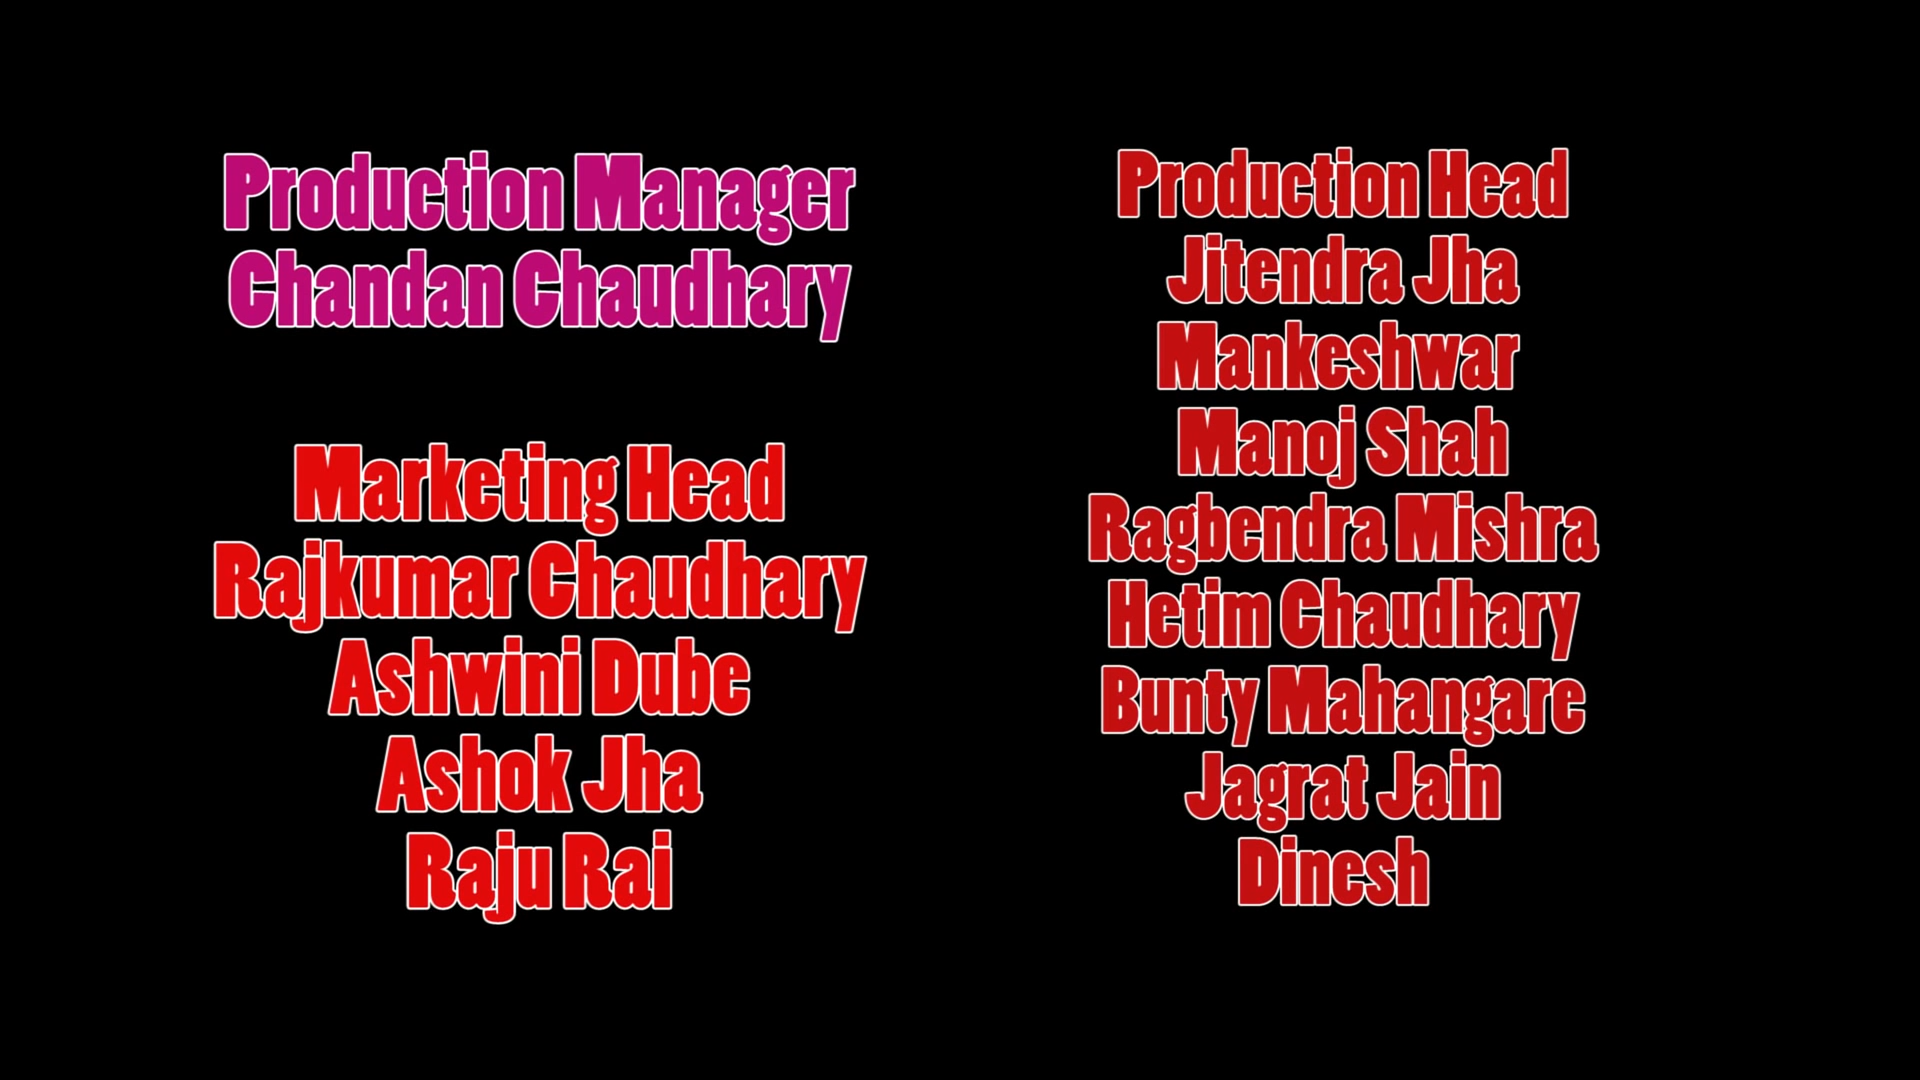 Production Manager
Chandan Chaudhary
Marketing Head
Rajkumar Chaudhary
Ashwini Dube
Ashok Jha
Raju Rai
Production Head
Jitendra Jha
Mankeshwar
Manoj Shah
Ragbendra Mishra
Hetim Chaudhary
Bunty Mahangare
Jagrat Jain
Dinesh